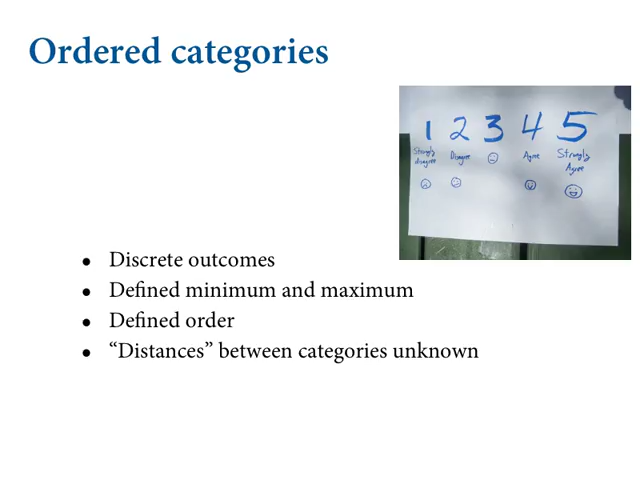 Ordered categories
1 2 3 4 5
Strongly disagree Disagree Agree Strongly Agree
• Discrete outcomes
• Defined minimum and maximum
• Defined order
• “Distances” between categories unknown